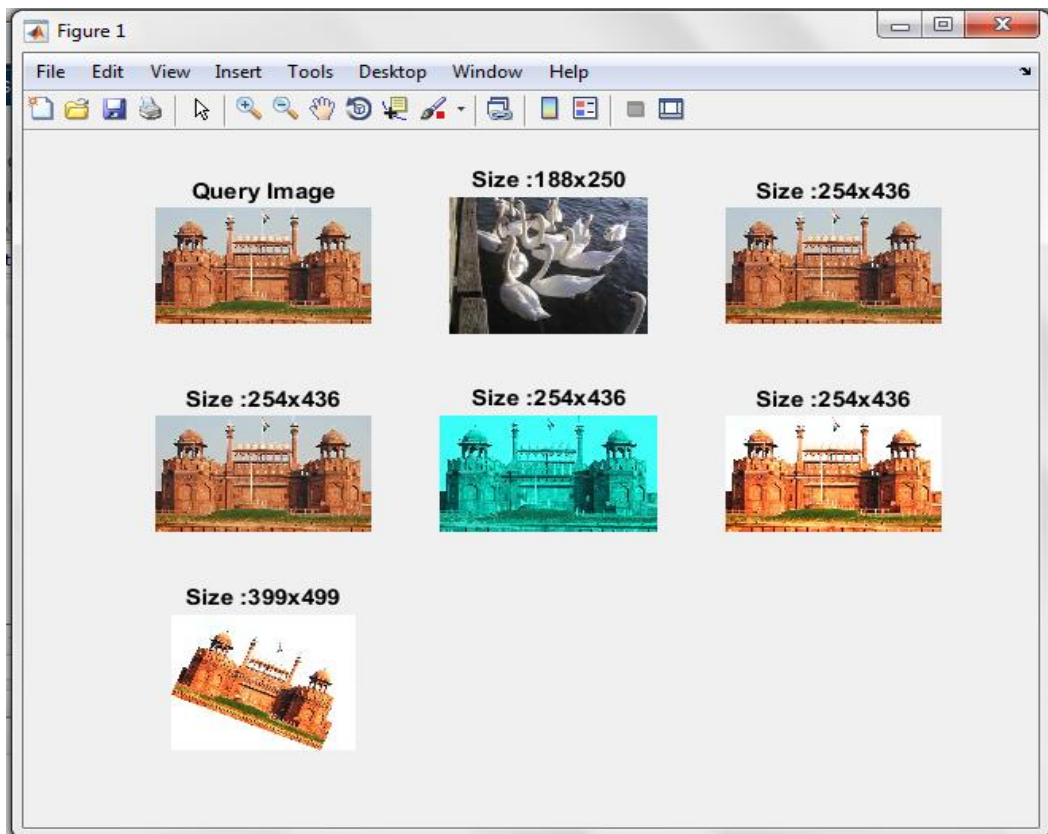 Figure 1
File Edit View Insert Tools Desktop Window Help
Query Image
Size :188x250
Size :254x436
Size :254x436
Size :254x436
Size :254x436
Size :399x499